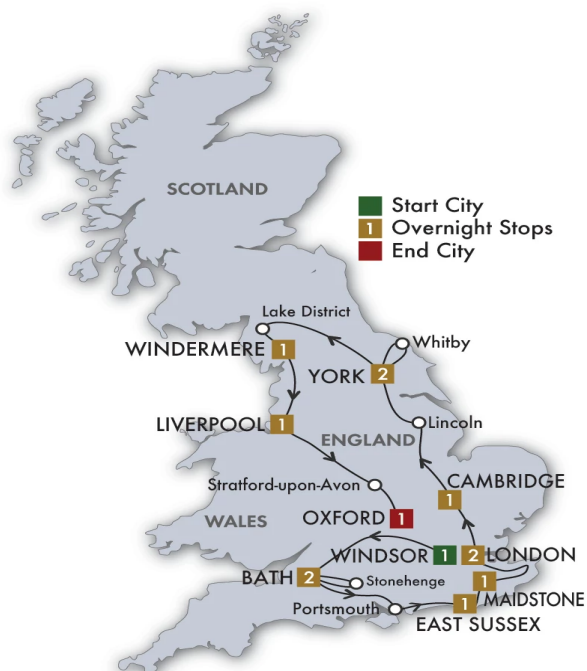 SCOTLAND
Start City
1 Overnight Stops
End City
Lake District
Whitby
WINDERMERE 1
YORK 2
LIVERPOOL 1
Lincoln
ENGLAND
CAMBRIDGE
1
Stratford-upon-Avon
WALES
OXFORD 1
WINDSOR 1
2 LONDON
BATH 2
Stonehenge
1
MAIDSTONE
Portsmouth
1
EAST SUSSEX